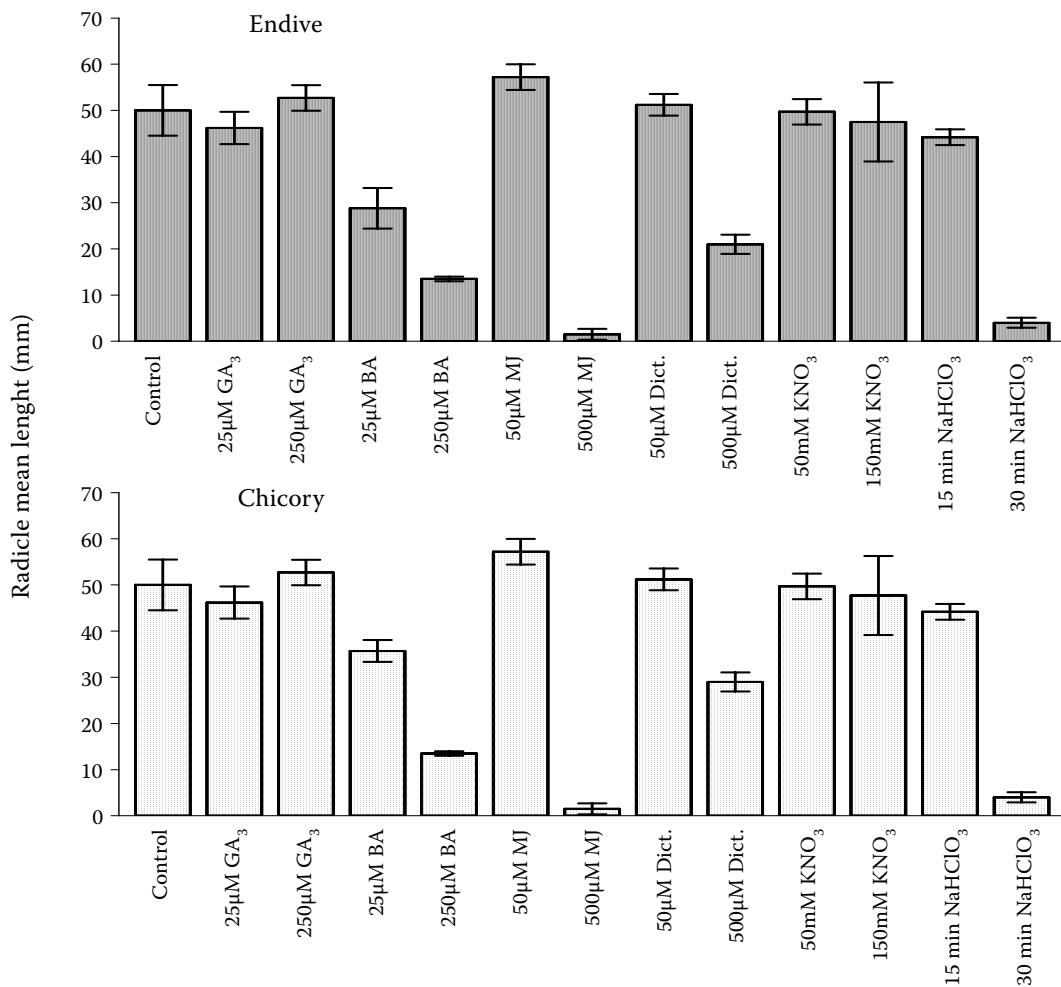 Radicle mean lenght (mm)
Endive
70
60
50
40
30
20
10
0
Control
25µM GA₃
250µM GA₃
25µM BA
250µM BA
50µM MJ
500µM MJ
50µM Dict.
500µM Dict.
50mM KNO₃
150mM KNO₃
15 min NaHClO₃
30 min NaHClO₃
Chicory
70
60
50
40
30
20
10
0
Control
25µM GA₃
250µM GA₃
25µM BA
250µM BA
50µM MJ
500µM MJ
50µM Dict.
500µM Dict.
50mM KNO₃
150mM KNO₃
15 min NaHClO₃
30 min NaHClO₃